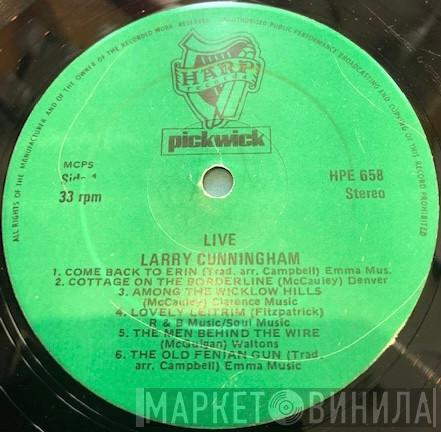 ALL RIGHTS OF THE MANUFACTURER AND OF THE OWNER OF THE RECORDED WORK RESERVED.
AUTHORISED PUBLIC PERFORMANCE BROADCASTING AND COPYING OF THIS RECORD PROHIBITED
HARP
records
pickwick
MCPS
Side 1
33 rpm
HPE 658
Stereo
LIVE
LARRY CUNNINGHAM
1. COME BACK TO ERIN (Trad. arr. Campbell) Emma Mus.
2. COTTAGE ON THE BORDERLINE (McCauley) Denver
3. AMONG THE WICKLOW HILLS
(McCauley) Clarence Music
4. LOVELY LEITRIM (Fitzpatrick)
R & B Music/Soul Music
5. THE MEN BEHIND THE WIRE
(McGuigan) Waltons
6. THE OLD FENIAN GUN (Trad
arr. Campbell) Emma Music
МАРКЕТ ВИНИЛА